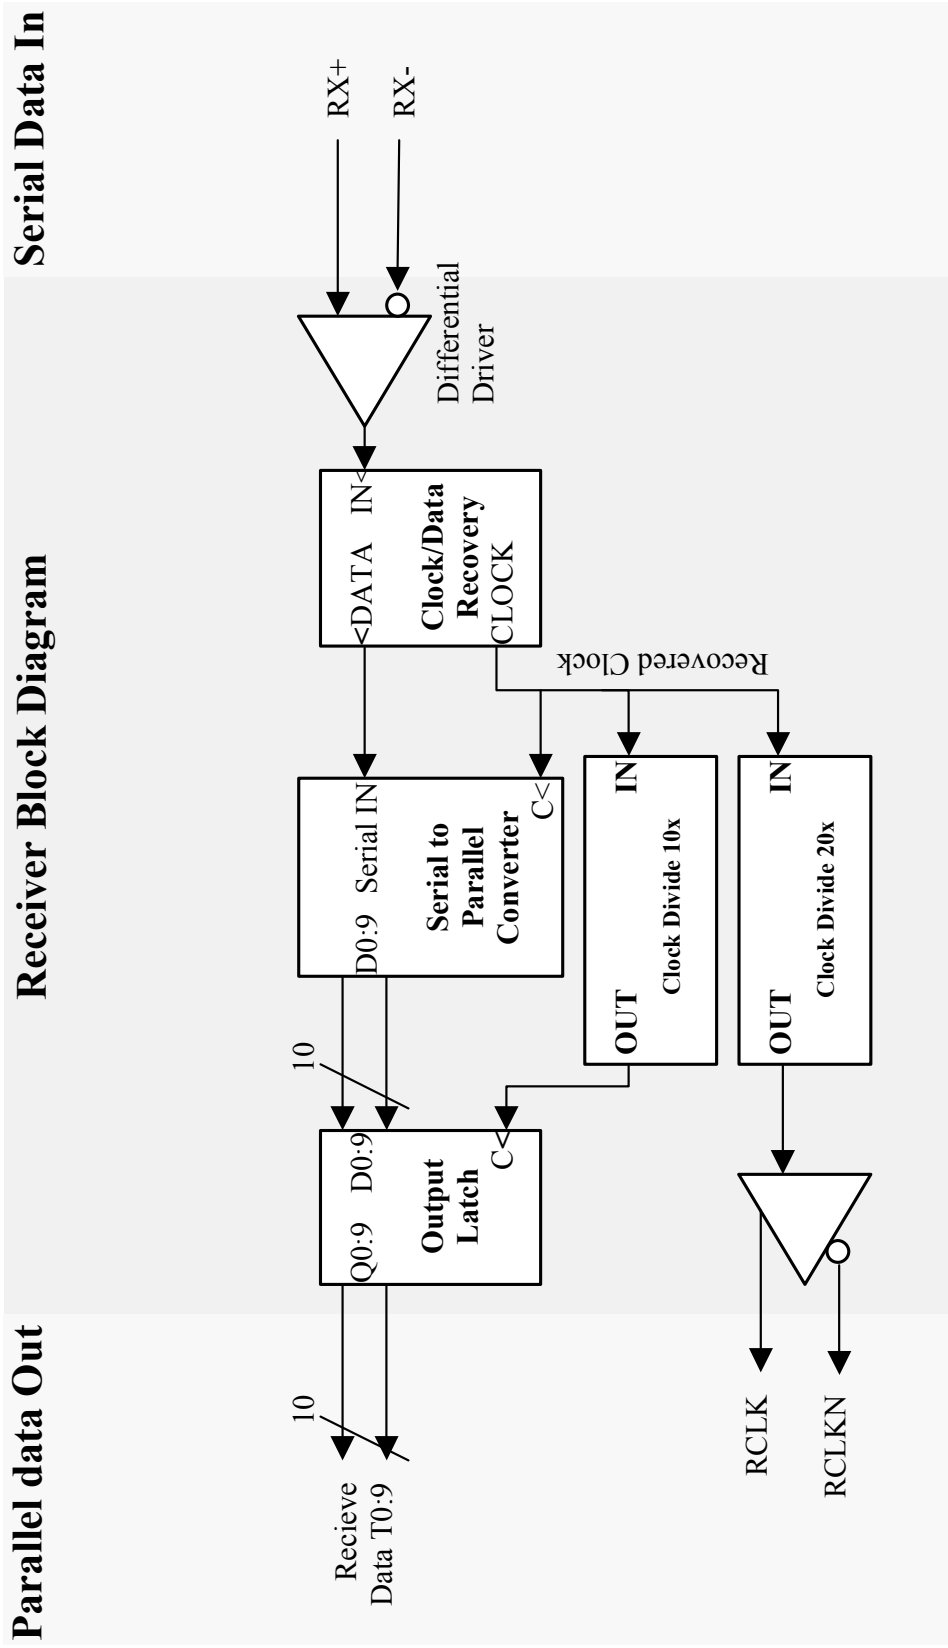 Parallel data Out
Receiver Block Diagram
Serial Data In
Recieve
Data T0:9
10
Q0:9
D0:9
Output
Latch
C<
10
D0:9
Serial IN
Serial to
Parallel
Converter
C<
<DATA
IN<
Clock/Data
Recovery
CLOCK
Differential
Driver
RX+
RX-
Recovered Clock
OUT
IN
Clock Divide 10x
OUT
IN
Clock Divide 20x
RCLK
RCLKN